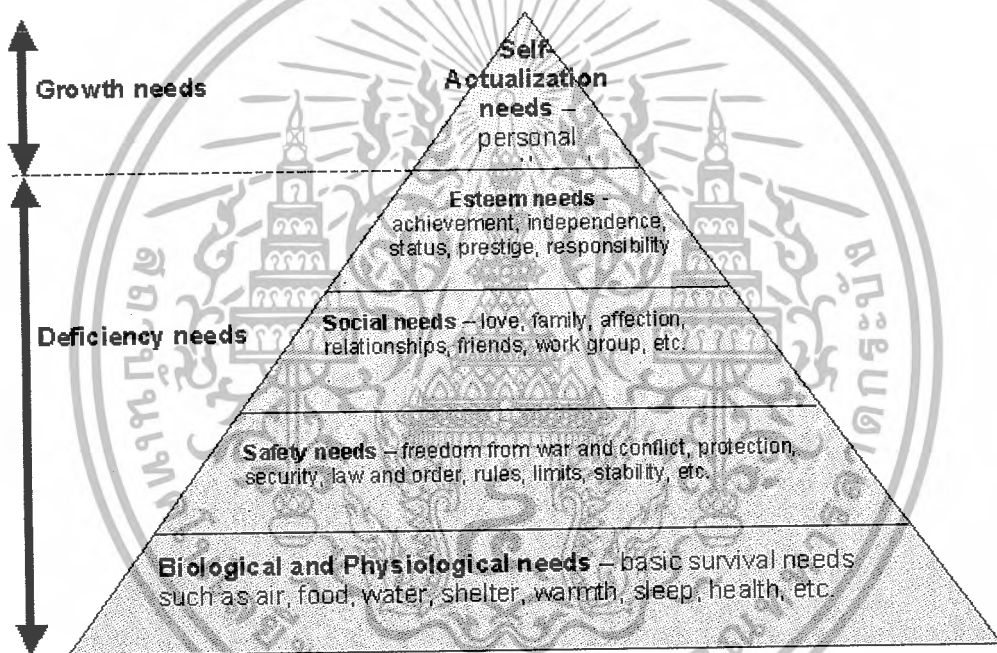 Growth needs
Self-
Actualization
needs –
personal
Esteem needs -
achievement, independence,
status, prestige, responsibility
Deficiency needs
Social needs – love, family, affection,
relationships, friends, work group, etc.
Safety needs – freedom from war and conflict, protection,
security, law and order, rules, limits, stability, etc.
Biological and Physiological needs – basic survival needs
such as air, food, water, shelter, warmth, sleep, health, etc.